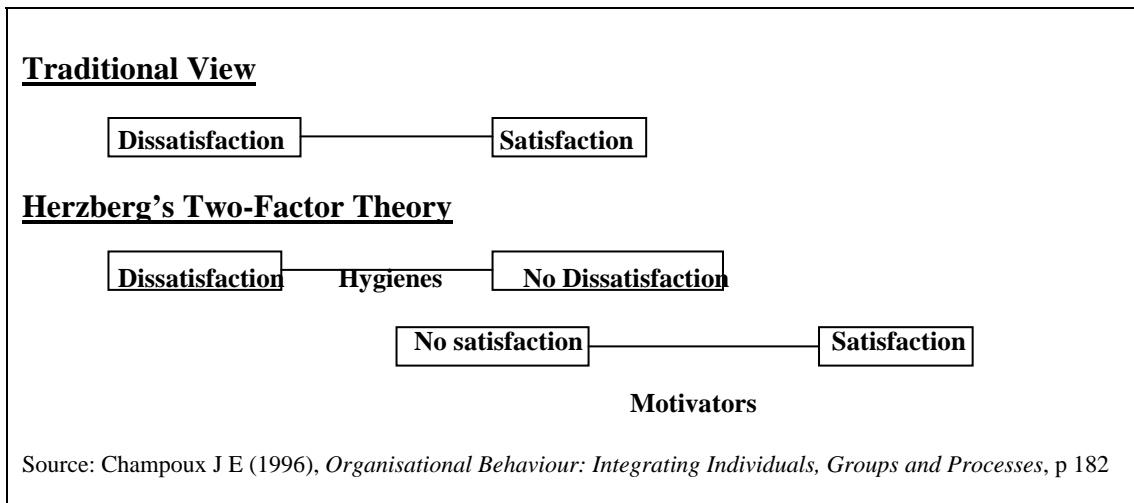 Traditional View
Dissatisfaction Satisfaction
Herzberg’s Two-Factor Theory
Dissatisfaction Hygienes No Dissatisfaction
No satisfaction Satisfaction
Motivators
Source: Champoux J E (1996), Organisational Behaviour: Integrating Individuals, Groups and Processes, p 182